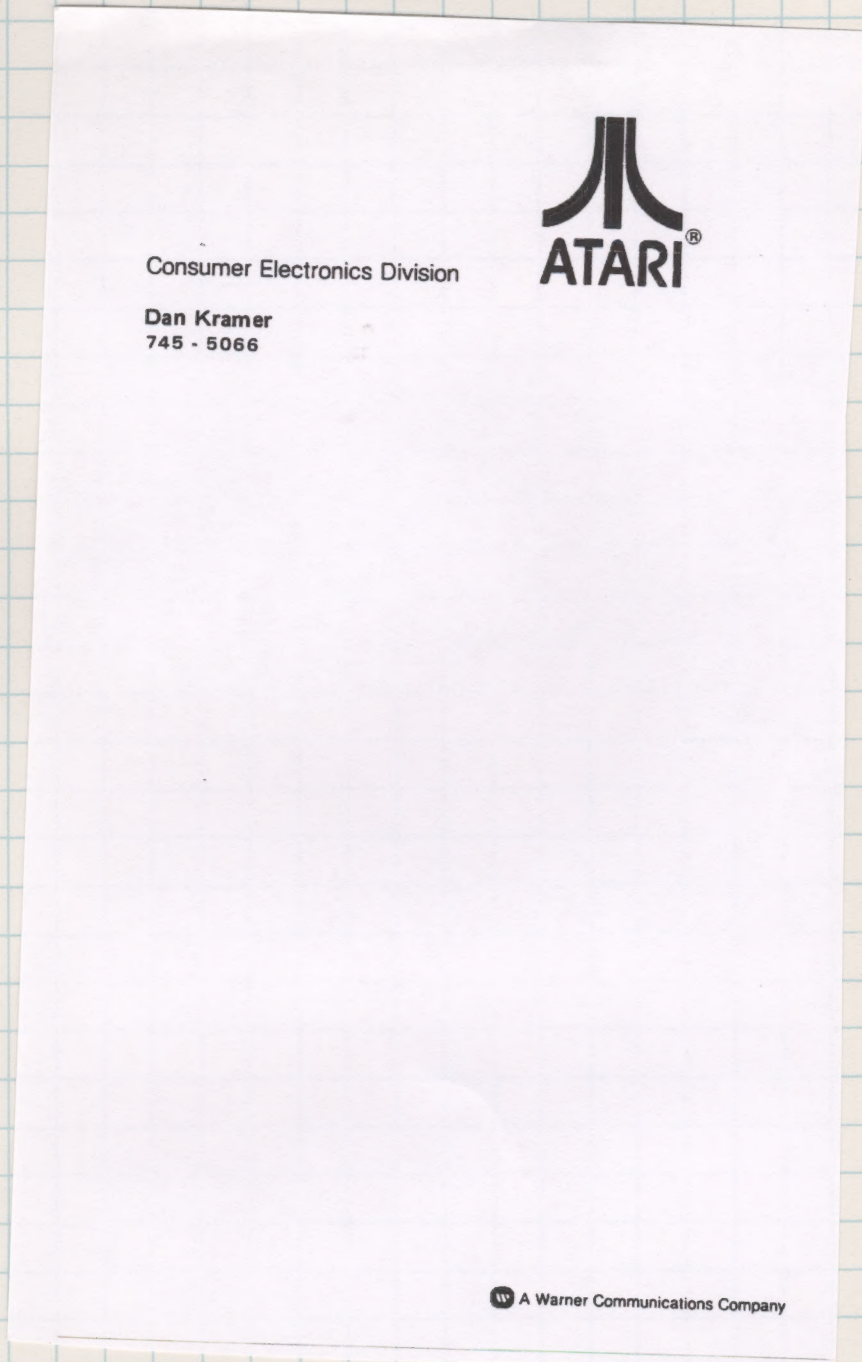 ATARI®
Consumer Electronics Division
Dan Kramer
745 - 5066
A Warner Communications Company